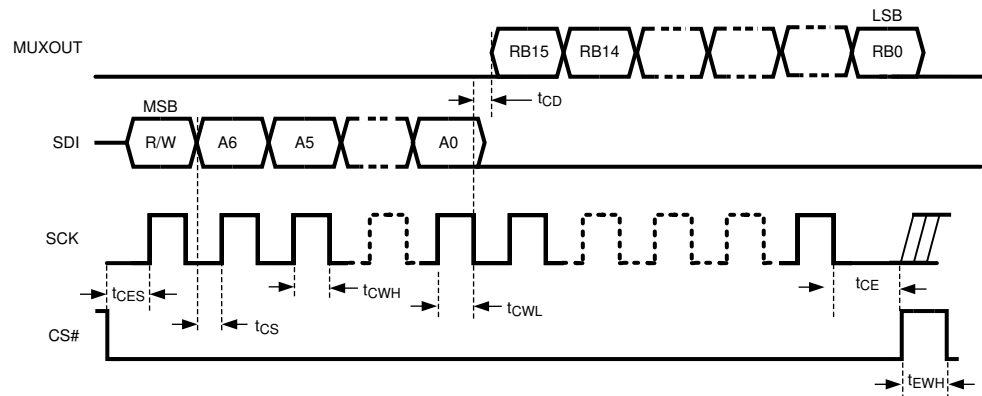 LSB
MUXOUT RB15 RB14 RB0
tCD
MSB
SDI R/W A6 A5 A0
SCK
tCES tCWH tCE
tCWL
tCS
CS#
tEWH